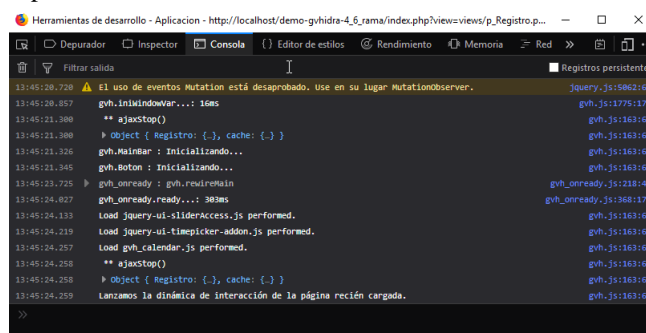 Herramientas de desarrollo - Aplicacion - http://localhost/demo-gvhidra-4_6_rama/index.php?view=views/p_Registro.p...
Depurador Inspector Consola {} Editor de estilos Rendimiento Memoria Red »
Filtrar salida Registros persistente
13:45:20.720 El uso de eventos Mutation está desaprobado. Use en su lugar MutationObserver. jquery.js:5062:6
13:45:20.857 gvh.iniWindowVar...: 16ms gvh.js:1775:17
13:45:21.300 ** ajaxStop() gvh.js:163:6
13:45:21.300 Object { Registro: {…}, cache: {…} } gvh.js:163:6
13:45:21.326 gvh.MainBar : Inicializando... gvh.js:163:6
13:45:21.345 gvh.Boton : Inicializando... gvh.js:163:6
13:45:23.725 gvh_onready : gvh.rewireMain gvh_onready.js:218:4
13:45:24.027 gvh_onready.ready...: 303ms gvh_onready.js:368:17
13:45:24.133 Load jquery-ui-sliderAccess.js performed. gvh.js:163:6
13:45:24.219 Load jquery-ui-timepicker-addon.js performed. gvh.js:163:6
13:45:24.257 Load gvh_calendar.js performed. gvh.js:163:6
13:45:24.258 ** ajaxStop() gvh.js:163:6
13:45:24.258 Object { Registro: {…}, cache: {…} } gvh.js:163:6
13:45:24.259 Lanzamos la dinámica de interacción de la página recién cargada. gvh.js:163:6
»